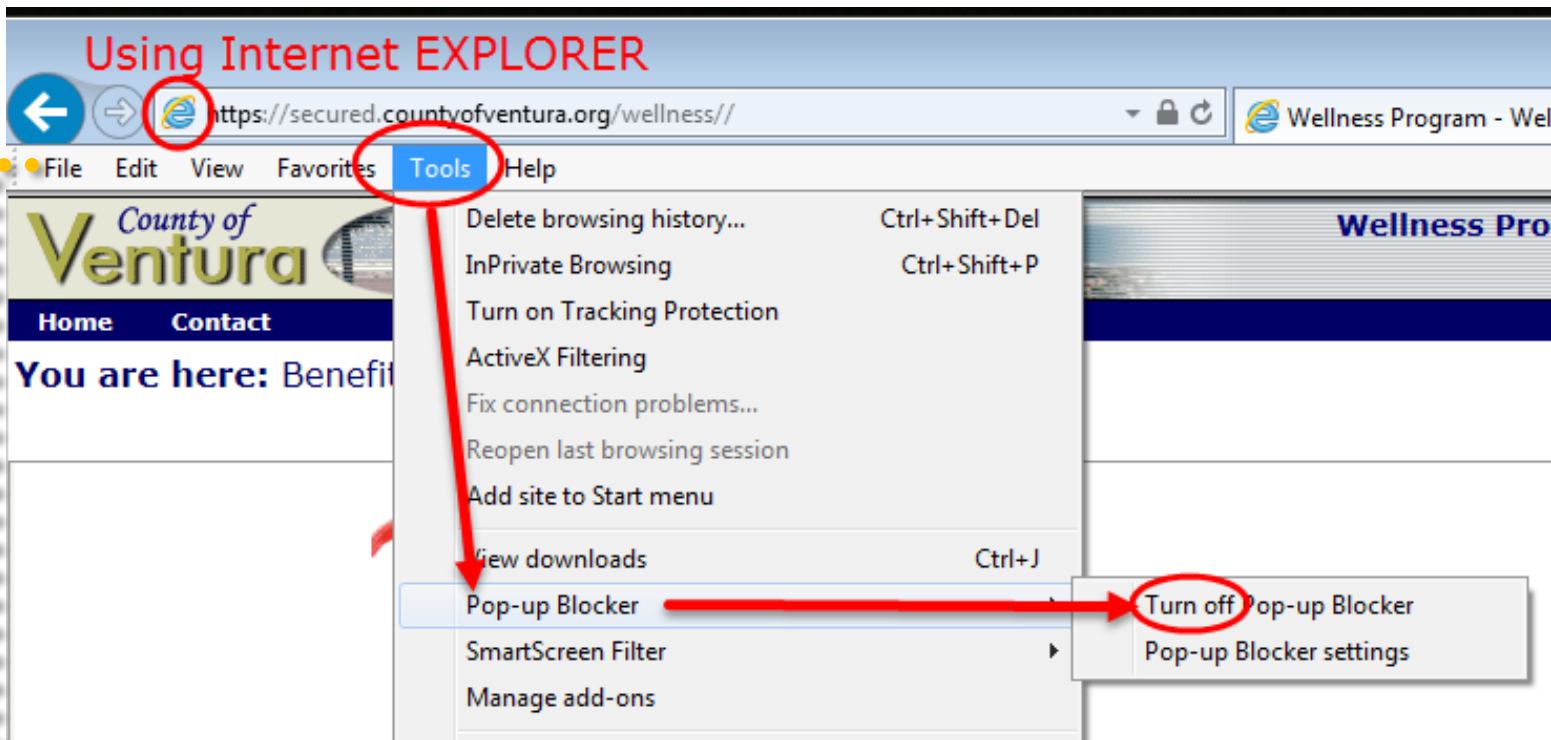 Using Internet EXPLORER
https://secured.countyofventura.org/wellness//
Wellness Program - Wel
File Edit View Favorites Tools Help
County of
Ventura
Wellness Pro
Home Contact
You are here: Benefit
Delete browsing history... Ctrl+Shift+Del
InPrivate Browsing Ctrl+Shift+P
Turn on Tracking Protection
ActiveX Filtering
Fix connection problems...
Reopen last browsing session
Add site to Start menu
View downloads Ctrl+J
Pop-up Blocker
Turn off Pop-up Blocker
SmartScreen Filter
Pop-up Blocker settings
Manage add-ons